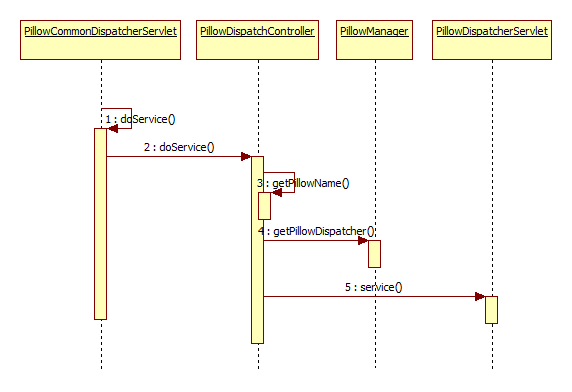 PillowCommonDispatcherServlet
PillowDispatchController
PillowManager
PillowDispatcherServlet
1 : doService()
2 : doService()
3 : getPillowName()
4 : getPillowDispatcher()
5 : service()